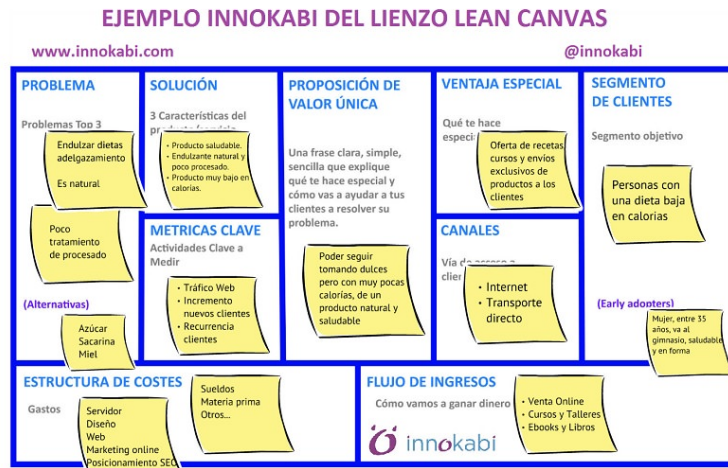 EJEMPLO INNOKABI DEL LIENZO LEAN CANVAS
www.innokabi.com
@innokabi
PROBLEMA
Problemas Top 3
Endulzar dietas
adelgazamiento
Es natural
Poco
tratamiento
de procesado
(Alternativas)
Azúcar
Sacarina
Miel
SOLUCIÓN
3 Características del
• Producto saludable.
• Endulzante natural y
poco procesado.
• Producto muy bajo en
calorías.
METRICAS CLAVE
Actividades Clave a
Medir
• Tráfico Web
• Incremento
nuevos clientes
• Recurrencia
clientes
PROPOSICIÓN DE
VALOR ÚNICA
Una frase clara, simple,
sencilla que explique
qué te hace especial y
cómo vas a ayudar a tus
clientes a resolver su
problema.
Poder seguir
tomando dulces
pero con muy pocas
calorías, de un
producto natural y
saludable
VENTAJA ESPECIAL
Qué te hace
Oferta de recetas,
cursos y envíos
exclusivos de
productos a los
clientes
CANALES
• Internet
• Transporte
directo
SEGMENTO
DE CLIENTES
Segmento objetivo
Personas con
una dieta baja
en calorias
(Early adopters)
Mujer, entre 35
años, va al
gimnasio, saludable
y en forma
ESTRUCTURA DE COSTES
Gastos
Servidor
Diseño
Web
Marketing online
Posicionamiento SEO
Sueldos
Materia prima
Otros...
FLUJO DE INGRESOS
Cómo vamos a ganar dinero
• Venta Online
• Cursos y Talleres
• Ebooks y Libros
innokabi